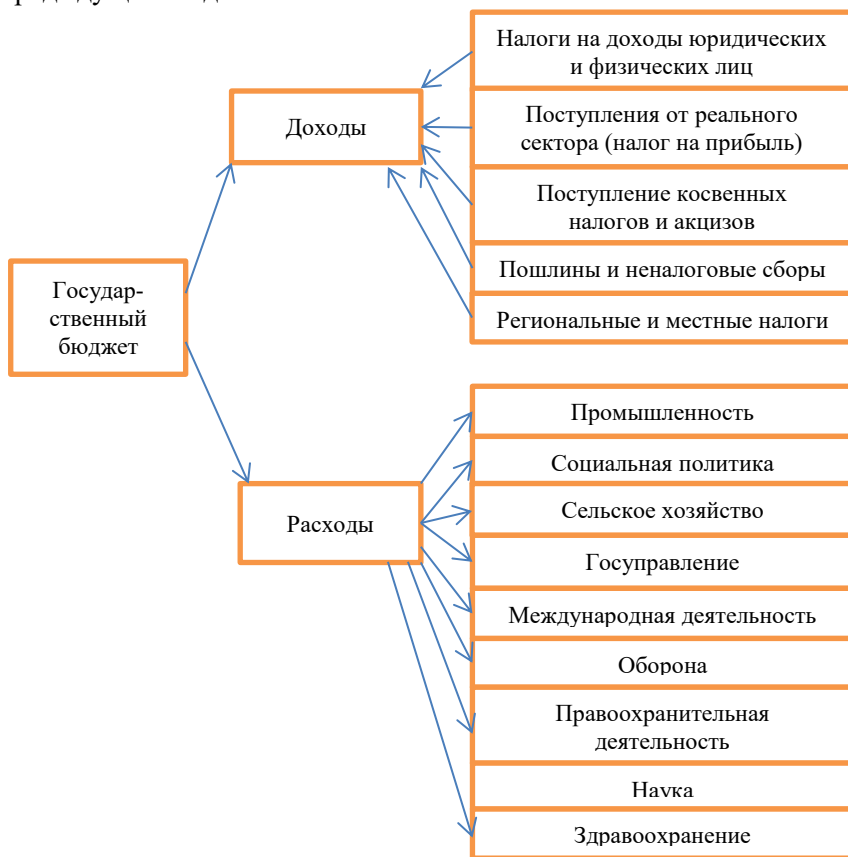 Налоги на доходы юридических
и физических лиц
Доходы
Поступления от реального
сектора (налог на прибыль)
Поступление косвенных
налогов и акцизов
Пошлины и неналоговые сборы
Региональные и местные налоги
Государ-
ственный
бюджет
Промышленность
Социальная политика
Расходы
Сельское хозяйство
Госуправление
Международная деятельность
Оборона
Правоохранительная
деятельность
Наука
Здравоохранение